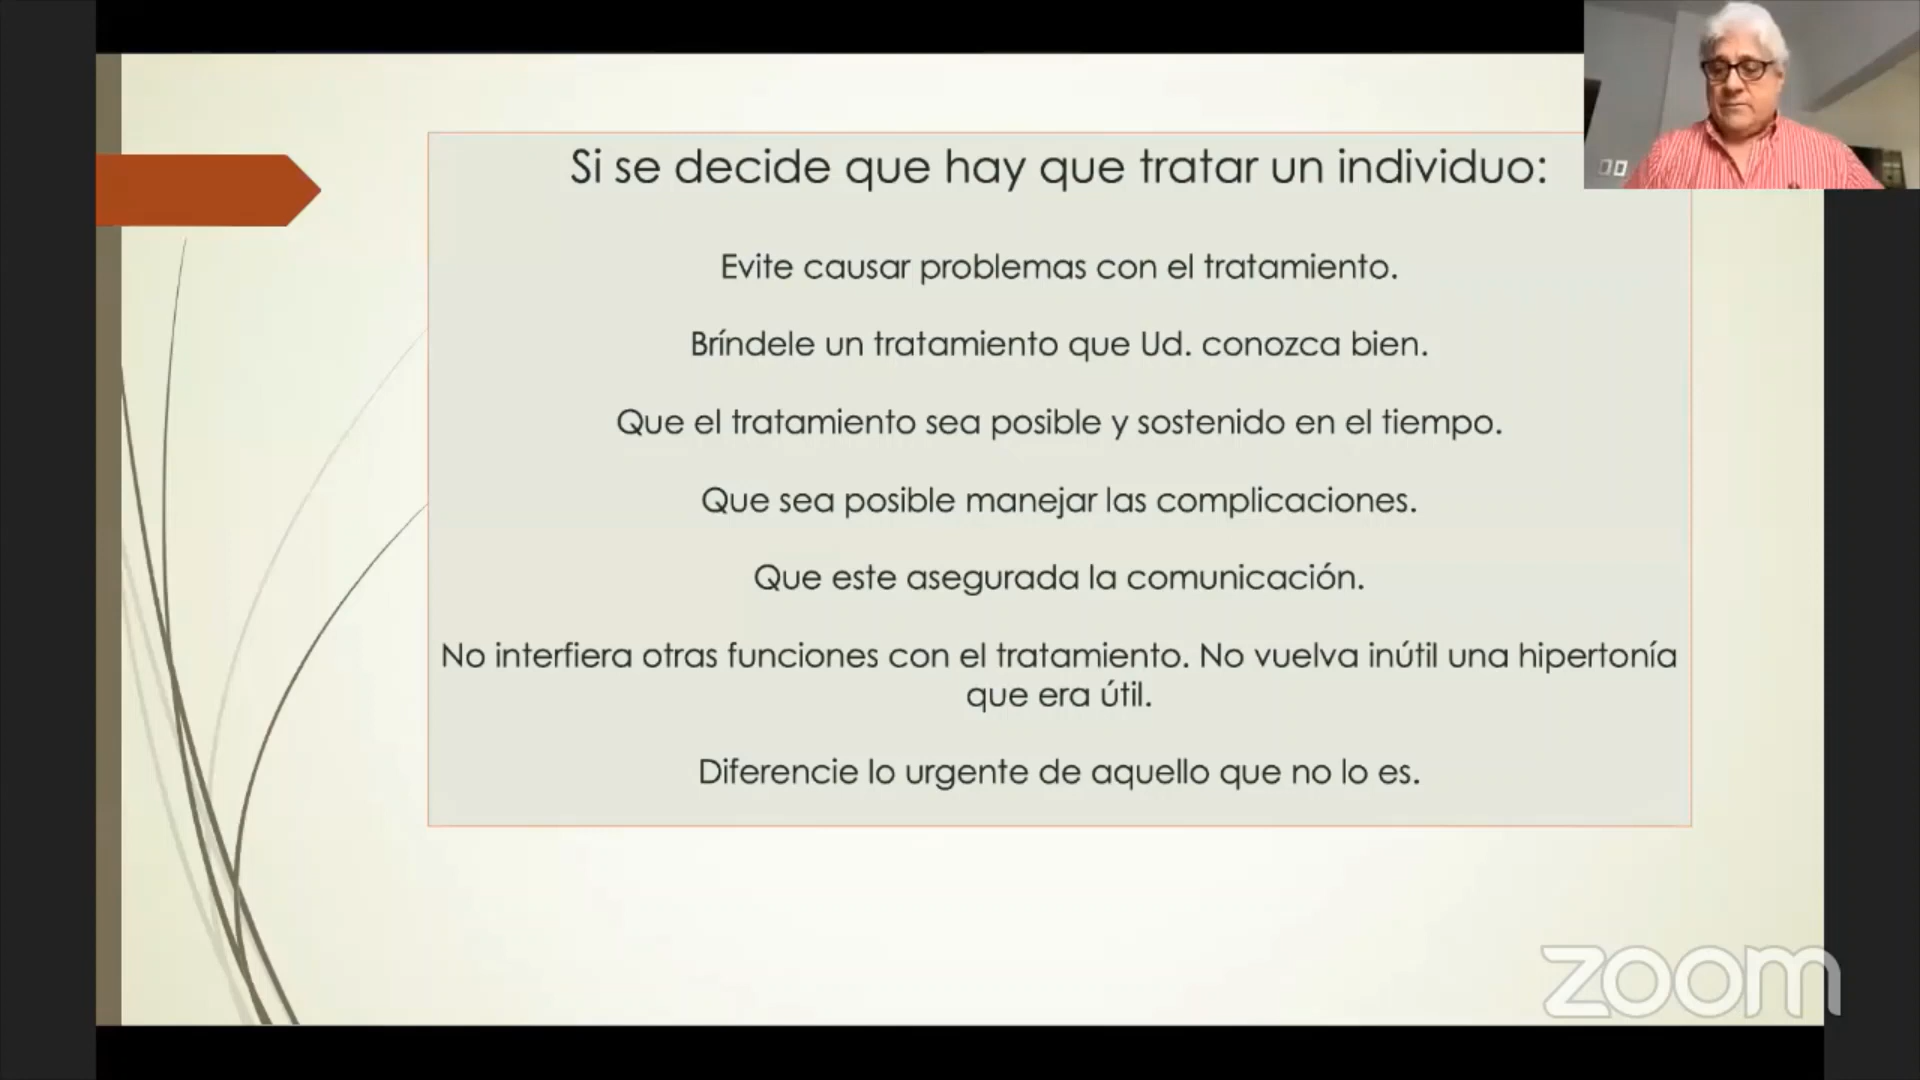 Si se decide que hay que tratar un individuo:
Evite causar problemas con el tratamiento.
Bríndele un tratamiento que Ud. conozca bien.
Que el tratamiento sea posible y sostenido en el tiempo.
Que sea posible manejar las complicaciones.
Que este asegurada la comunicación.
No interfiera otras funciones con el tratamiento. No vuelva inútil una hipertonía
que era útil.
Diferencie lo urgente de aquello que no lo es.
zoom